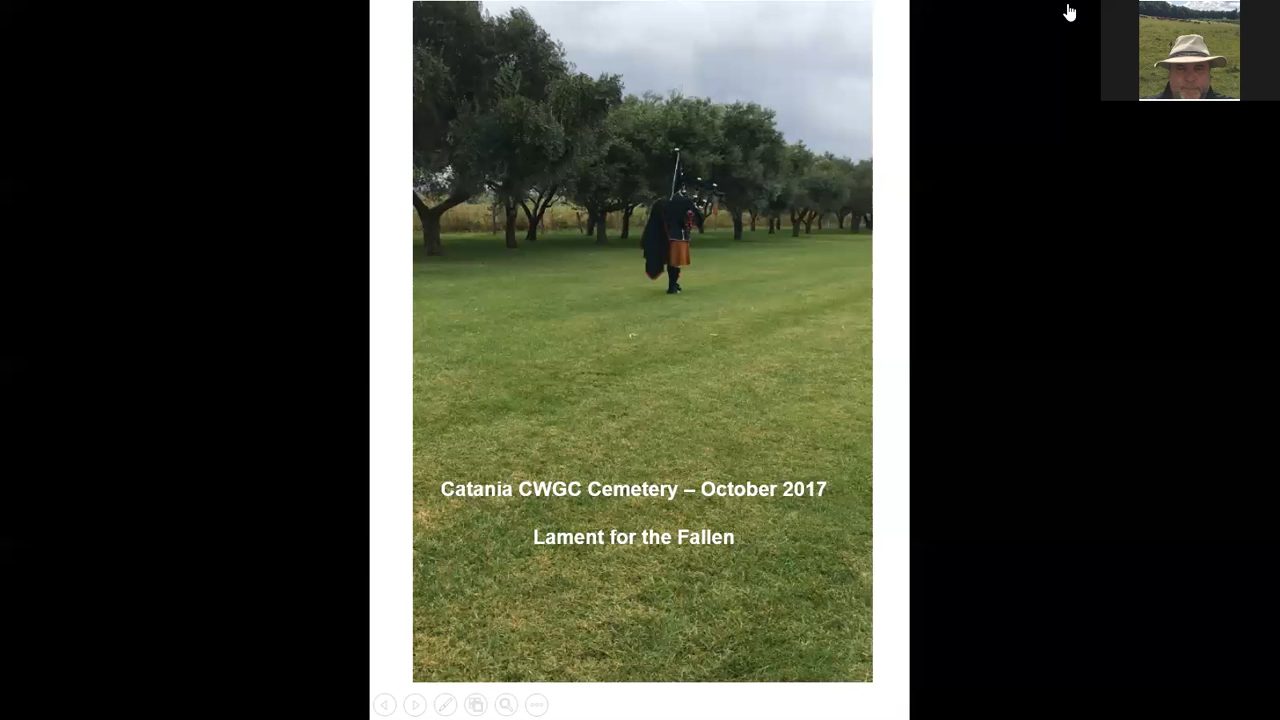 Catania CWGC Cemetery – October 2017
Lament for the Fallen